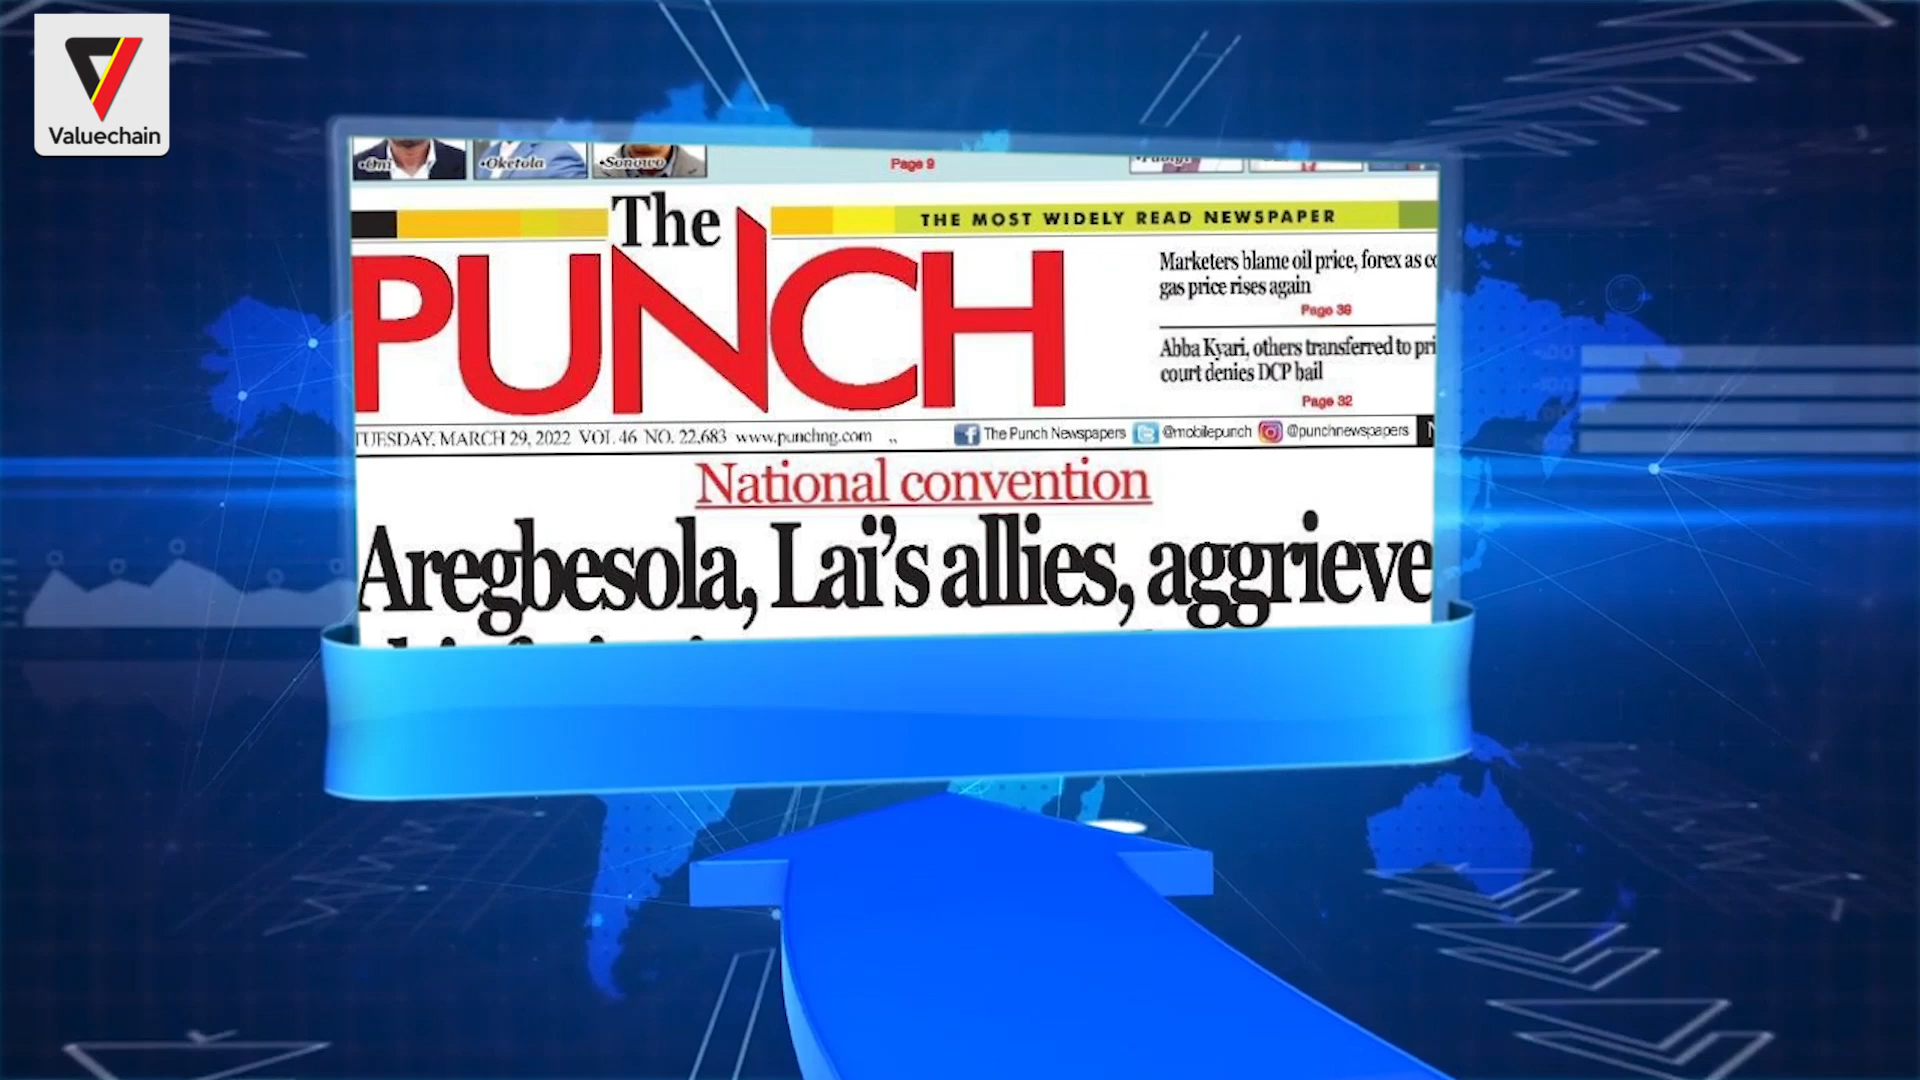 Valuechain
•Oketola
•Sonowo
Page 9
The
PUNCH
THE MOST WIDELY READ NEWSPAPER
Marketers blame oil price, forex as
gas price rises again
Page 39
Abba Kyari, others transferred to
court denies DCP bail
Page 32
TUESDAY, MARCH 29, 2022 VOL. 46 NO. 22,683 www.punchng.com
The Punch Newspapers @mobilepunch @punchnewspapers
National convention
Aregbesola, Lai's allies, aggrieve